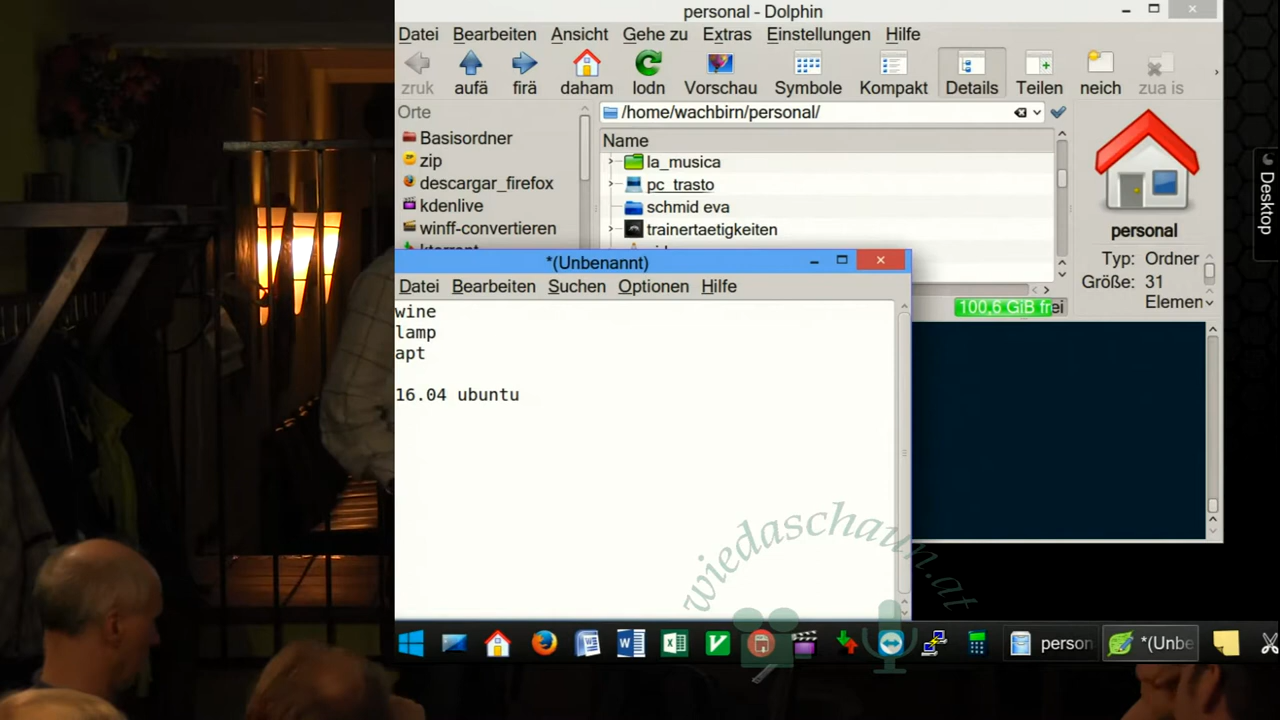 personal - Dolphin
Datei Bearbeiten Ansicht Gehe zu Extras Einstellungen Hilfe
zruk aufä firä daham lodn Vorschau Symbole Kompakt Details Teilen neich zua is
Orte
/home/wachbirn/personal/
Basisordner
zip
descargar_firefox
kdenlive
winff-convertieren
Name
la_musica
pc_trasto
schmid eva
trainertaetigkeiten
personal
Typ: Ordner
Größe: 31
Elemen
100,6 GiB frei
Desktop
*(Unbenannt)
Datei Bearbeiten Suchen Optionen Hilfe
wine
lamp
apt
16.04 ubuntu
wiedaschaun.at
person
*(Unbe